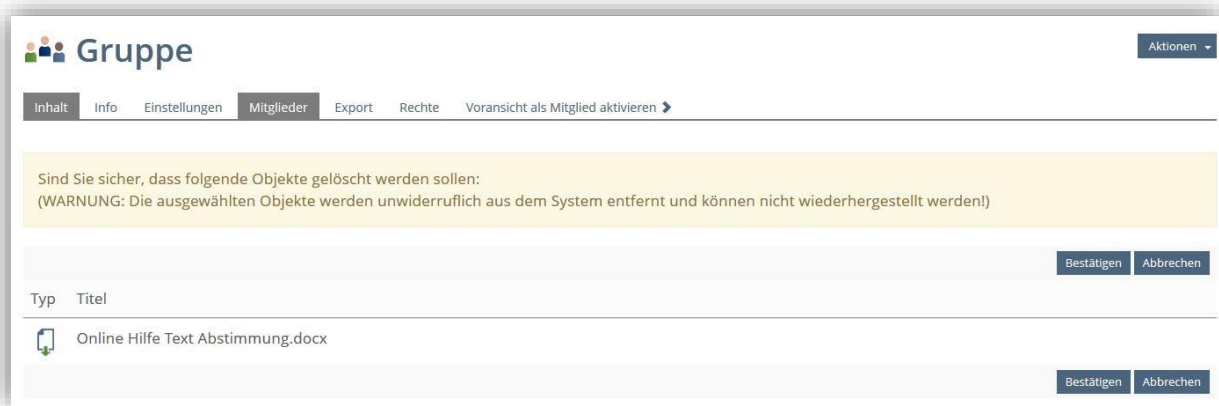 Gruppe
Aktionen
Inhalt Info Einstellungen Mitglieder Export Rechte Voransicht als Mitglied aktivieren
Sind Sie sicher, dass folgende Objekte gelöscht werden sollen:
(WARNUNG: Die ausgewählten Objekte werden unwiderruflich aus dem System entfernt und können nicht wiederhergestellt werden!)
Bestätigen Abbrechen
Typ Titel
Online Hilfe Text Abstimmung.docx
Bestätigen Abbrechen